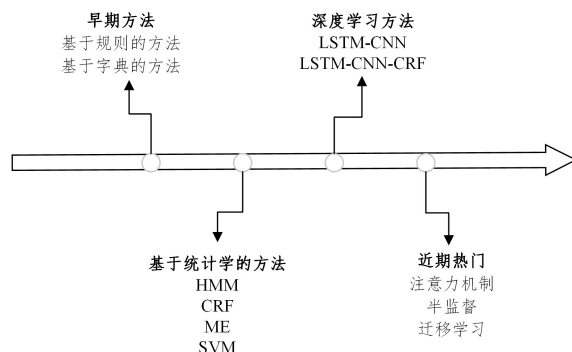 早期方法
基于规则的方法
基于字典的方法
深度学习方法
LSTM-CNN
LSTM-CNN-CRF
基于统计学的方法
HMM
CRF
ME
SVM
近期热门
注意力机制
半监督
迁移学习